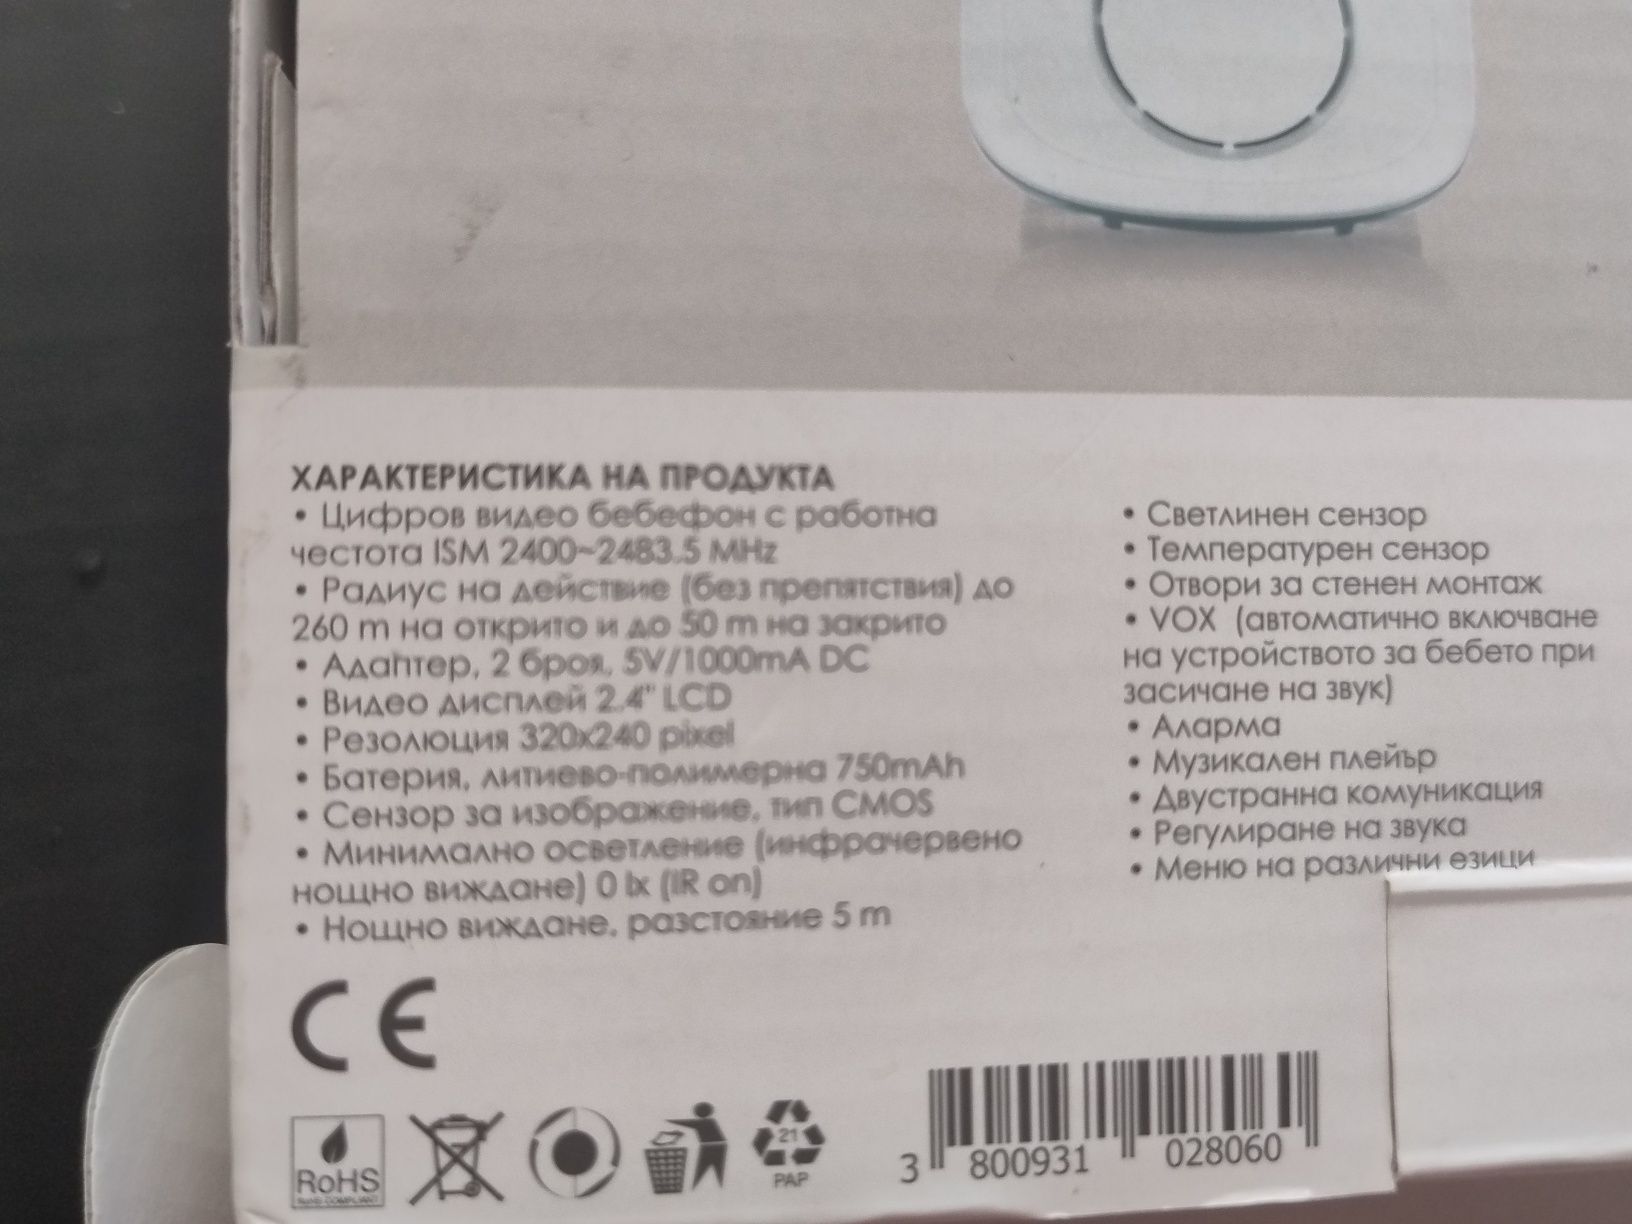 ХАРАКТЕРИСТИКА НА ПРОДУКТА
• Цифров видео бебефон с работна
честота ISM 2400~2483.5 MHz
• Радиус на действие (без препятствия) до
260 m на открито и до 50 m на закрито
• Адаптер, 2 броя, 5V/1000mA DC
• Видео дисплей 2.4" LCD
• Резолюция 320x240 pixel
• Батерия, литиево-полимерна 750mAh
• Сензор за изображение, тип CMOS
• Минимално осветление (инфрачервено
нощно виждане) 0 lx (IR on)
• Нощно виждане, разстояние 5 m
• Светлинен сензор
• Температурен сензор
• Отвори за стенен монтаж
• VOX (автоматично включване
на устройството за бебето при
засичане на звук)
• Аларма
• Музикален плейър
• Двустранна комуникация
• Регулиране на звука
• Меню на различни езици
CE
RoHS
RoHS COMPLIANT
21
PAP
3 800931 028060